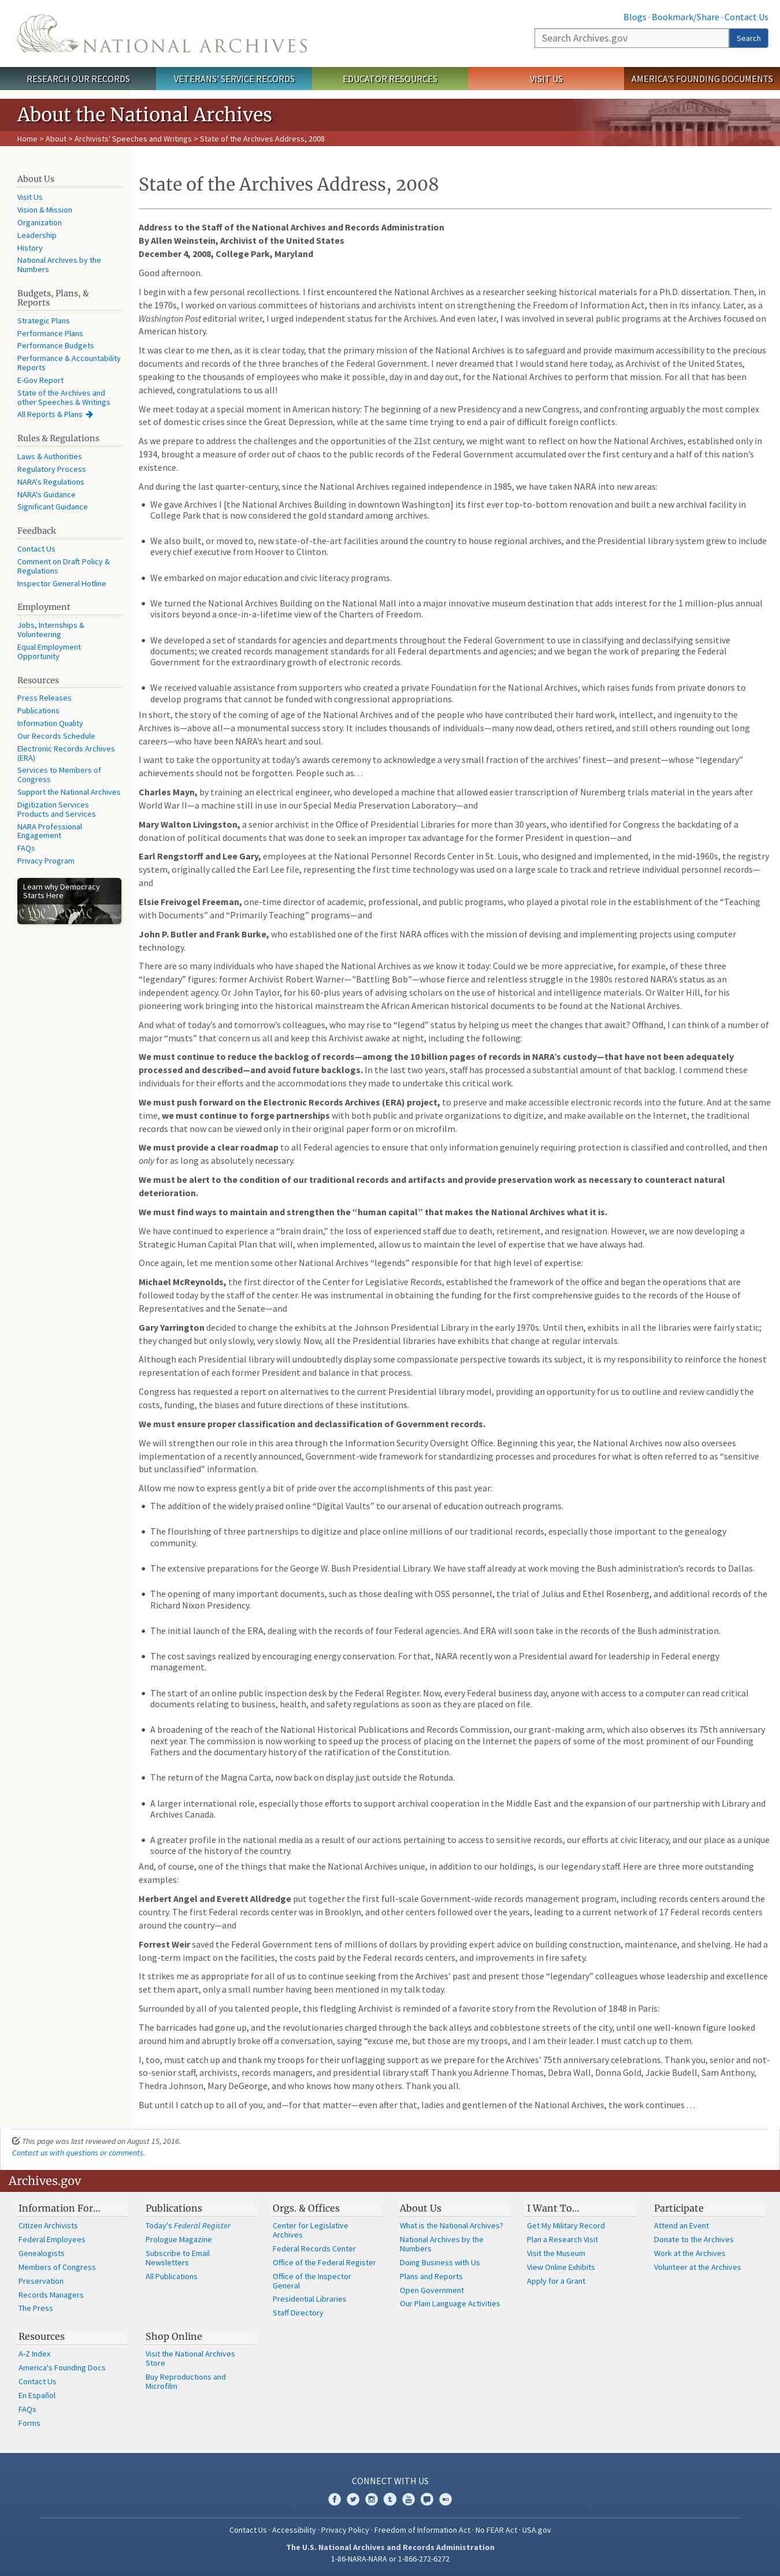 Blogs · Bookmark/Share · Contact Us
NATIONAL ARCHIVES
Search Archives.gov
Search
RESEARCH OUR RECORDS
VETERANS' SERVICE RECORDS
EDUCATOR RESOURCES
VISIT US
AMERICA'S FOUNDING DOCUMENTS
About the National Archives
Home > About > Archivists' Speeches and Writings > State of the Archives Address, 2008
About Us
Visit Us
Vision & Mission
Organization
Leadership
History
National Archives by the
Numbers
Budgets, Plans, &
Reports
Strategic Plans
Performance Plans
Performance Budgets
Performance & Accountability
Reports
E-Gov Report
State of the Archives and
other Speeches & Writings
All Reports & Plans
Rules & Regulations
Laws & Authorities
Regulatory Process
NARA's Regulations
NARA's Guidance
Significant Guidance
Feedback
Contact Us
Comment on Draft Policy &
Regulations
Inspector General Hotline
Employment
Jobs, Internships &
Volunteering
Equal Employment
Opportunity
Resources
Press Releases
Publications
Information Quality
Our Records Schedule
Electronic Records Archives
(ERA)
Services to Members of
Congress
Support the National Archives
Digitization Services
Products and Services
NARA Professional
Engagement
FAQs
Privacy Program
Learn why Democracy
Starts Here
State of the Archives Address, 2008
Address to the Staff of the National Archives and Records Administration
By Allen Weinstein, Archivist of the United States
December 4, 2008, College Park, Maryland
Good afternoon.
I begin with a few personal recollections. I first encountered the National Archives as a researcher seeking historical materials for a Ph.D. dissertation. Then, in
the 1970s, I worked on various committees of historians and archivists intent on strengthening the Freedom of Information Act, then in its infancy. Later, as a
Washington Post editorial writer, I urged independent status for the Archives. And even later, I was involved in several public programs at the Archives focused on
American history.
It was clear to me then, as it is clear today, that the primary mission of the National Archives is to safeguard and provide maximum accessibility to the precious
documents and records of the three branches of the Federal Government. I never dreamed that I would stand here today, as Archivist of the United States,
speaking to the thousands of employees who make it possible, day in and day out, for the National Archives to perform that mission. For all that has been
achieved, congratulations to us all!
We meet today at a special moment in American history: The beginning of a new Presidency and a new Congress, and confronting arguably the most complex
set of domestic crises since the Great Depression, while at the same time trying to end a pair of difficult foreign conflicts.
As we prepare to address the challenges and the opportunities of the 21st century, we might want to reflect on how the National Archives, established only in
1934, brought a measure of order out of chaos to the public records of the Federal Government accumulated over the first century and a half of this nation's
existence.
And during the last quarter-century, since the National Archives regained independence in 1985, we have taken NARA into new areas:
We gave Archives I [the National Archives Building in downtown Washington] its first ever top-to-bottom renovation and built a new archival facility in
College Park that is now considered the gold standard among archives.
We also built, or moved to, new state-of-the-art facilities around the country to house regional archives, and the Presidential library system grew to include
every chief executive from Hoover to Clinton.
We embarked on major education and civic literacy programs.
We turned the National Archives Building on the National Mall into a major innovative museum destination that adds interest for the 1 million-plus annual
visitors beyond a once-in-a-lifetime view of the Charters of Freedom.
We developed a set of standards for agencies and departments throughout the Federal Government to use in classifying and declassifying sensitive
documents; we created records management standards for all Federal departments and agencies; and we began the work of preparing the Federal
Government for the extraordinary growth of electronic records.
We received valuable assistance from supporters who created a private Foundation for the National Archives, which raises funds from private donors to
develop programs that cannot be funded with congressional appropriations.
In short, the story of the coming of age of the National Archives and of the people who have contributed their hard work, intellect, and ingenuity to the
Archives is—above all—a monumental success story. It includes thousands of individuals—many now dead, others retired, and still others rounding out long
careers—who have been NARA's heart and soul.
I want to take the opportunity of today's awards ceremony to acknowledge a very small fraction of the archives' finest—and present—whose "legendary"
achievements should not be forgotten. People such as. . .
Charles Mayn, by training an electrical engineer, who developed a machine that allowed easier transcription of Nuremberg trials material in the years after
World War II—a machine still in use in our Special Media Preservation Laboratory—and
Mary Walton Livingston, a senior archivist in the Office of Presidential Libraries for more than 30 years, who identified for Congress the backdating of a
donation of political documents that was done to seek an improper tax advantage for the former President in question—and
Earl Rengstorff and Lee Gary, employees at the National Personnel Records Center in St. Louis, who designed and implemented, in the mid-1960s, the registry
system, originally called the Earl Lee file, representing the first time technology was used on a large scale to track and retrieve individual personnel records—
and
Elsie Freivogel Freeman, one-time director of academic, professional, and public programs, who played a pivotal role in the establishment of the "Teaching
with Documents" and "Primarily Teaching" programs—and
John P. Butler and Frank Burke, who established one of the first NARA offices with the mission of devising and implementing projects using computer
technology.
There are so many individuals who have shaped the National Archives as we know it today: Could we be more appreciative, for example, of these three
"legendary" figures: former Archivist Robert Warner—"Battling Bob"—whose fierce and relentless struggle in the 1980s restored NARA's status as an
independent agency. Or John Taylor, for his 60-plus years of advising scholars on the use of historical and intelligence materials. Or Walter Hill, for his
pioneering work bringing into the historical mainstream the African American historical documents to be found at the National Archives.
And what of today's and tomorrow's colleagues, who may rise to "legend" status by helping us meet the changes that await? Offhand, I can think of a number of
major "musts" that concern us all and keep this Archivist awake at night, including the following:
We must continue to reduce the backlog of records—among the 10 billion pages of records in NARA's custody—that have not been adequately
processed and described—and avoid future backlogs. In the last two years, staff has processed a substantial amount of that backlog. I commend these
individuals for their efforts and the accommodations they made to undertake this critical work.
We must push forward on the Electronic Records Archives (ERA) project, to preserve and make accessible electronic records into the future. And at the same
time, we must continue to forge partnerships with both public and private organizations to digitize, and make available on the Internet, the traditional
records that now can be viewed only in their original paper form or on microfilm.
We must provide a clear roadmap to all Federal agencies to ensure that only information genuinely requiring protection is classified and controlled, and then
only for as long as absolutely necessary.
We must be alert to the condition of our traditional records and artifacts and provide preservation work as necessary to counteract natural
deterioration.
We must find ways to maintain and strengthen the "human capital" that makes the National Archives what it is.
We have continued to experience a "brain drain," the loss of experienced staff due to death, retirement, and resignation. However, we are now developing a
Strategic Human Capital Plan that will, when implemented, allow us to maintain the level of expertise that we have always had.
Once again, let me mention some other National Archives "legends" responsible for that high level of expertise:
Michael McReynolds, the first director of the Center for Legislative Records, established the framework of the office and began the operations that are
followed today by the staff of the center. He was instrumental in obtaining the funding for the first comprehensive guides to the records of the House of
Representatives and the Senate—and
Gary Yarrington decided to change the exhibits at the Johnson Presidential Library in the early 1970s. Until then, exhibits in all the libraries were fairly static;
they changed but only slowly, very slowly. Now, all the Presidential libraries have exhibits that change at regular intervals.
Although each Presidential library will undoubtedly display some compassionate perspective towards its subject, it is my responsibility to reinforce the honest
representation of each former President and balance in that process.
Congress has requested a report on alternatives to the current Presidential library model, providing an opportunity for us to outline and review candidly the
costs, funding, the biases and future directions of these institutions.
We must ensure proper classification and declassification of Government records.
We will strengthen our role in this area through the Information Security Oversight Office. Beginning this year, the National Archives now also oversees
implementation of a recently announced, Government-wide framework for standardizing processes and procedures for what is often referred to as "sensitive
but unclassified" information.
Allow me now to express gently a bit of pride over the accomplishments of this past year:
The addition of the widely praised online "Digital Vaults" to our arsenal of education outreach programs.
The flourishing of three partnerships to digitize and place online millions of our traditional records, especially those important to the genealogy
community.
The extensive preparations for the George W. Bush Presidential Library. We have staff already at work moving the Bush administration's records to Dallas.
The opening of many important documents, such as those dealing with OSS personnel, the trial of Julius and Ethel Rosenberg, and additional records of the
Richard Nixon Presidency.
The initial launch of the ERA, dealing with the records of four Federal agencies. And ERA will soon take in the records of the Bush administration.
The cost savings realized by encouraging energy conservation. For that, NARA recently won a Presidential award for leadership in Federal energy
management.
The start of an online public inspection desk by the Federal Register. Now, every Federal business day, anyone with access to a computer can read critical
documents relating to business, health, and safety regulations as soon as they are placed on file.
A broadening of the reach of the National Historical Publications and Records Commission, our grant-making arm, which also observes its 75th anniversary
next year. The commission is now working to speed up the process of placing on the Internet the papers of some of the most prominent of our Founding
Fathers and the documentary history of the ratification of the Constitution.
The return of the Magna Carta, now back on display just outside the Rotunda.
A larger international role, especially those efforts to support archival cooperation in the Middle East and the expansion of our partnership with Library and
Archives Canada.
A greater profile in the national media as a result of our actions pertaining to access to sensitive records, our efforts at civic literacy, and our place as a unique
source of the history of the country.
And, of course, one of the things that make the National Archives unique, in addition to our holdings, is our legendary staff. Here are three more outstanding
examples:
Herbert Angel and Everett Alldredge put together the first full-scale Government-wide records management program, including records centers around the
country. The first Federal records center was in Brooklyn, and other centers would follow over the years, leading to a current network of 17 Federal records centers
around the country—and
Forrest Weir saved the Federal Government tens of millions of dollars by providing expert advice on building construction, maintenance, and shelving. He had a
long-term impact on the facilities, the costs paid by the Federal records centers, and improvements in fire safety.
It strikes me as appropriate for all of us to continue seeking from the Archives' past and present those "legendary" colleagues whose leadership and excellence
set them apart, only a small number having been mentioned in my talk today.
Surrounded by all of you talented people, this fledgling Archivist is reminded of a favorite story from the Revolution of 1848 in Paris:
The barricades had gone up, and the revolutionaries charged through the back alleys and cobblestone streets of the city, until one well-known figure looked
around him and abruptly broke off a conversation, saying "excuse me, but those are my troops, and I am their leader. I must catch up to them.
I, too, must catch up and thank my troops for their unflagging support as we prepare for the Archives' 75th anniversary celebrations. Thank you, senior and not-
so-senior staff, archivists, records managers, and presidential library staff. Thank you Adrienne Thomas, Debra Wall, Donna Gold, Jackie Budell, Sam Anthony,
Thedra Johnson, Mary DeGeorge, and who knows how many others. Thank you all.
But until I catch up to all of you, and—for that matter—even after that, ladies and gentlemen of the National Archives, the work continues . . .
This page was last reviewed on August 15, 2016.
Contact us with questions or comments.
Archives.gov
Information For…
Citizen Archivists
Federal Employees
Genealogists
Members of Congress
Preservation
Records Managers
The Press
Publications
Today's Federal Register
Prologue Magazine
Subscribe to Email
Newsletters
All Publications
Orgs. & Offices
Center for Legislative
Archives
Federal Records Center
Office of the Federal Register
Office of the Inspector
General
Presidential Libraries
Staff Directory
About Us
What is the National Archives?
National Archives by the
Numbers
Doing Business with Us
Plans and Reports
Open Government
Our Plain Language Activities
I Want To…
Get My Military Record
Plan a Research Visit
Visit the Museum
View Online Exhibits
Apply for a Grant
Participate
Attend an Event
Donate to the Archives
Work at the Archives
Volunteer at the Archives
Resources
A-Z Index
America's Founding Docs
Contact Us
En Español
FAQs
Forms
Shop Online
Visit the National Archives
Store
Buy Reproductions and
Microfilm
CONNECT WITH US
Contact Us · Accessibility · Privacy Policy · Freedom of Information Act · No FEAR Act · USA.gov
The U.S. National Archives and Records Administration
1-86-NARA-NARA or 1-866-272-6272